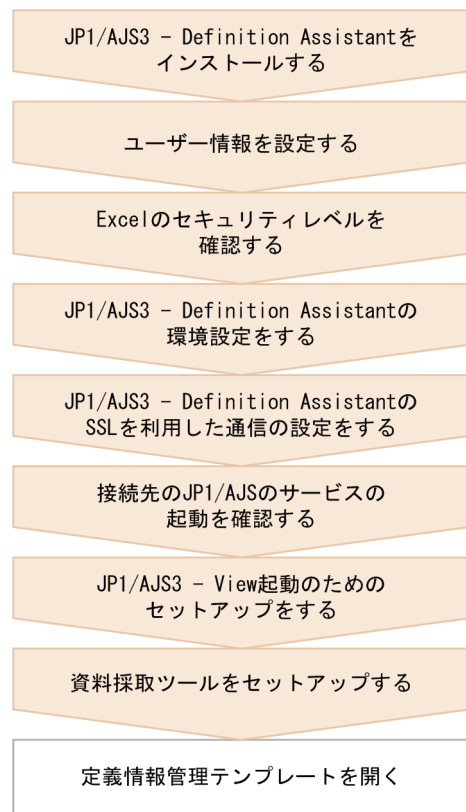 JP1/AJS3 - Definition Assistantを
インストールする
ユーザー情報を設定する
Excelのセキュリティレベルを
確認する
JP1/AJS3 - Definition Assistantの
環境設定をする
JP1/AJS3 - Definition Assistantの
SSLを利用した通信の設定をする
接続先のJP1/AJSのサービスの
起動を確認する
JP1/AJS3 - View起動のための
セットアップをする
資料採取ツールをセットアップする
定義情報管理テンプレートを開く